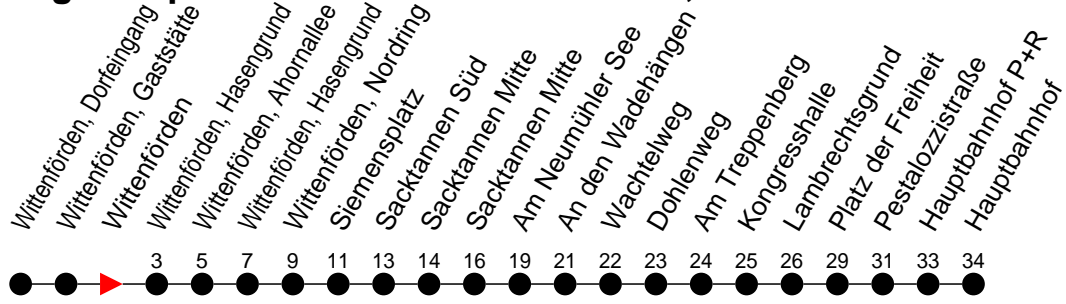 Wittenförden, Dorfeingang
Wittenförden, Gaststätte
Wittenförden
Wittenförden, Hasengrund
Wittenförden, Ahornallee
Wittenförden, Hasengrund
Wittenförden, Nordring
Siemensplatz
Sacktannen Süd
Sacktannen Mitte
Sacktannen Mitte
Am Neumühler See
An den Wadehängen
Wachtelweg
Dohlenweg
Am Treppenberg
Kongresshalle
Lambrechtsgrund
Platz der Freiheit
Pestalozzistraße
Hauptbahnhof P+R
Hauptbahnhof
3 5 7 9 11 13 14 16 19 21 22 23 24 25 26 29 31 33 34